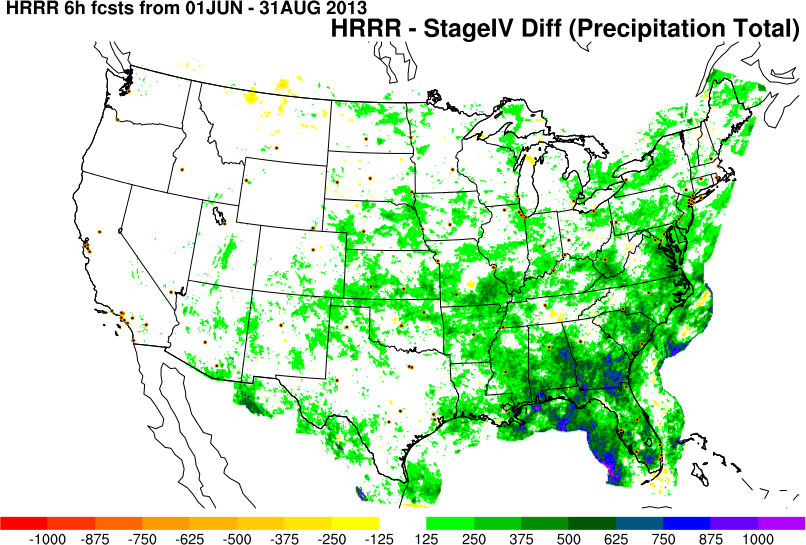 HRRR 6h fcsts from 01JUN - 31AUG 2013
HRRR - StageIV Diff (Precipitation Total)
-1000 -875 -750 -625 -500 -375 -250 -125 125 250 375 500 625 750 875 1000